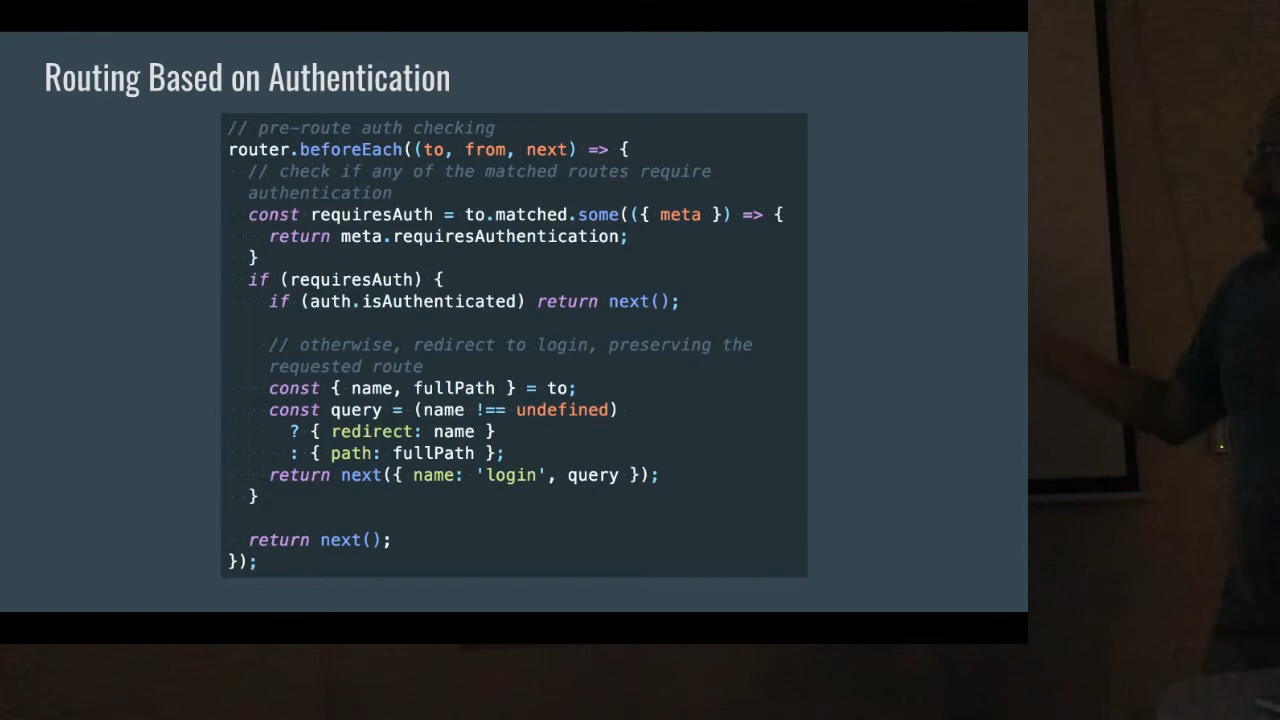 Routing Based on Authentication
// pre-route auth checking
router.beforeEach((to, from, next) => {
// check if any of the matched routes require
authentication
const requiresAuth = to.matched.some(({ meta }) => {
return meta.requiresAuthentication;
}
if (requiresAuth) {
if (auth.isAuthenticated) return next();
// otherwise, redirect to login, preserving the
requested route
const { name, fullPath } = to;
const query = (name !== undefined)
? { redirect: name }
: { path: fullPath };
return next({ name: 'login', query });
}
return next();
});